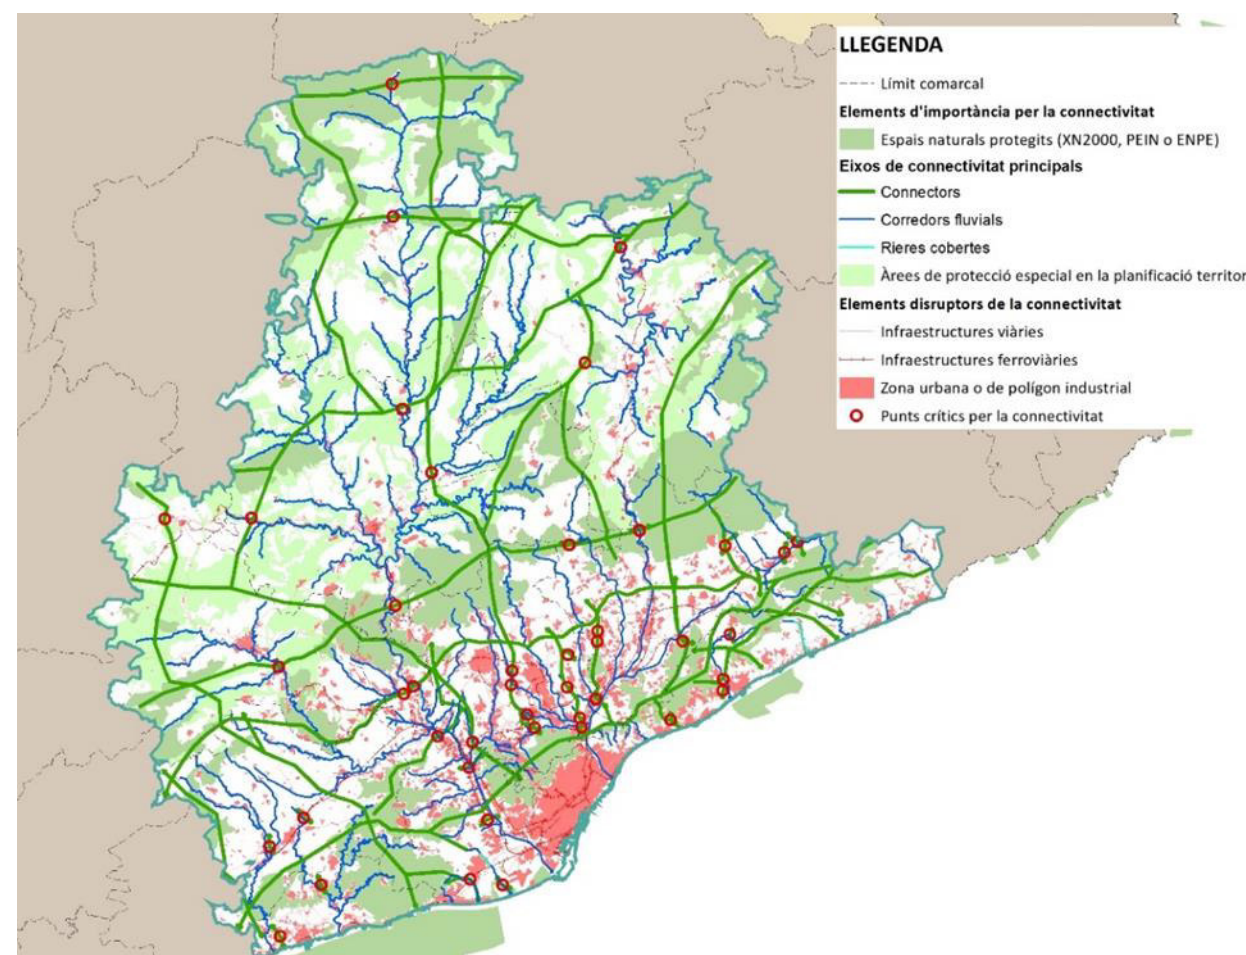 LLEGENDA
Límit comarcal
Elements d'importància per la connectivitat
Espais naturals protegits (XN2000, PEIN o ENPE)
Eixos de connectivitat principals
Connectors
Corredors fluvials
Rieres cobertes
Àrees de protecció especial en la planificació territor
Elements disruptors de la connectivitat
Infraestructures viàries
Infraestructures ferroviàries
Zona urbana o de polígon industrial
Punts crítics per la connectivitat